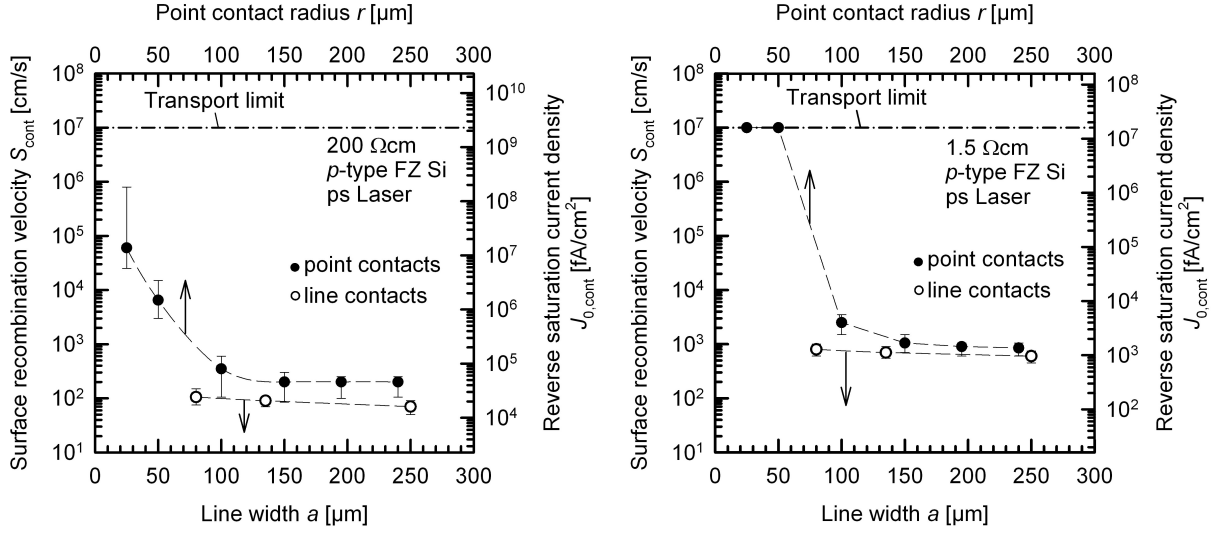 Point contact radius r [µm]
0 50 100 150 200 250 300
Surface recombination velocity S_cont [cm/s]
10^8
10^7
10^6
10^5
10^4
10^3
10^2
10^1
Transport limit
200 Ωcm
p-type FZ Si
ps Laser
point contacts
line contacts
10^10
10^9
10^8
10^7
10^6
10^5
10^4
Reverse saturation current density
J_0,cont [fA/cm^2]
0 50 100 150 200 250 300
Line width a [µm]
Point contact radius r [µm]
0 50 100 150 200 250 300
Surface recombination velocity S_cont [cm/s]
10^8
10^7
10^6
10^5
10^4
10^3
10^2
10^1
Transport limit
1.5 Ωcm
p-type FZ Si
ps Laser
point contacts
line contacts
10^8
10^7
10^6
10^5
10^4
10^3
10^2
Reverse saturation current density
J_0,cont [fA/cm^2]
0 50 100 150 200 250 300
Line width a [µm]